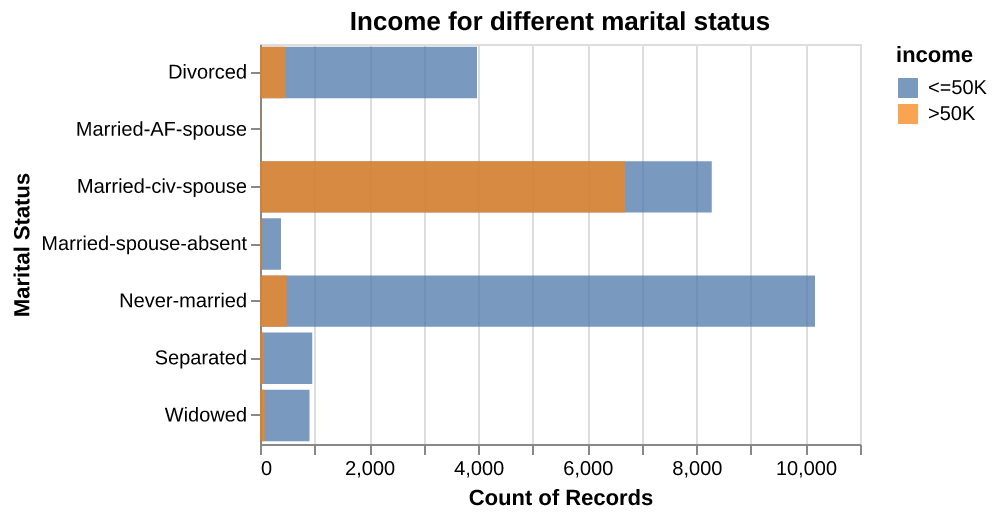 Income for different marital status
Marital Status
Divorced
Married-AF-spouse
Married-civ-spouse
Married-spouse-absent
Never-married
Separated
Widowed
0 2,000 4,000 6,000 8,000 10,000
Count of Records
income
<=50K
>50K